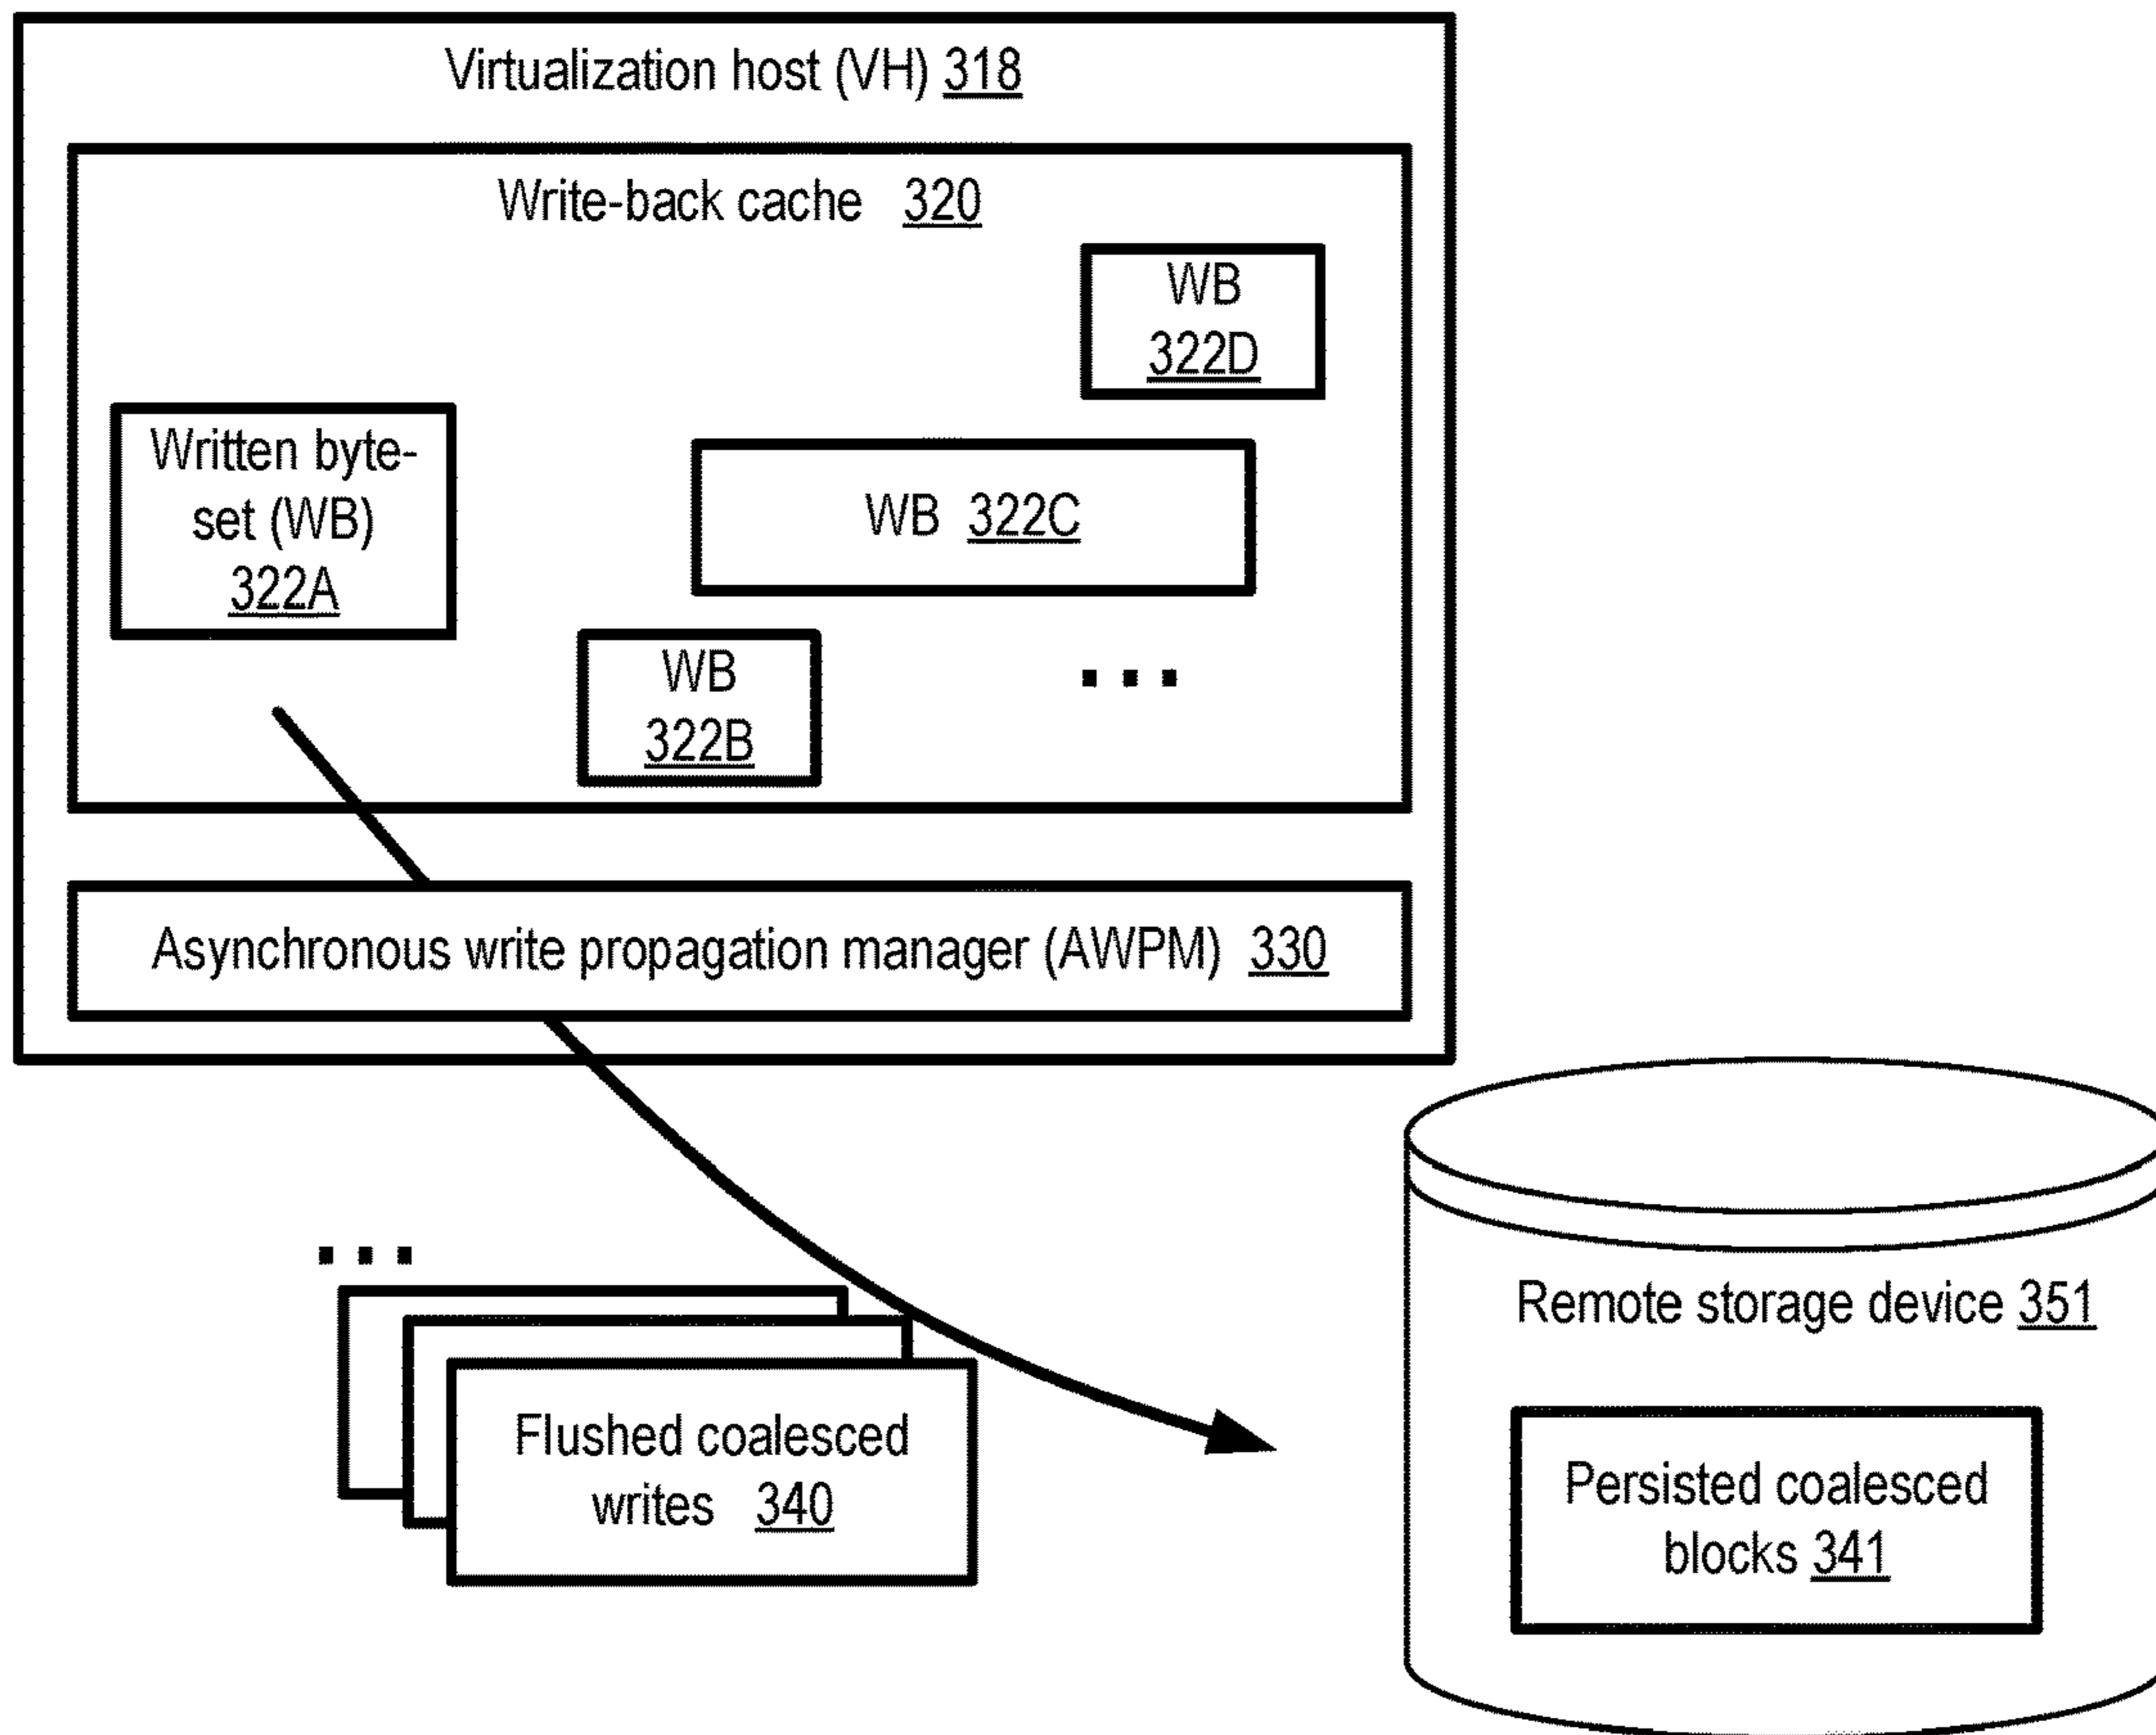 Virtualization host (VH) 318
Write-back cache 320
WB
322D
Written byte-
set (WB)
322A
WB 322C
WB
322B
...
Asynchronous write propagation manager (AWPM) 330
...
Flushed coalesced
writes 340
Remote storage device 351
Persisted coalesced
blocks 341